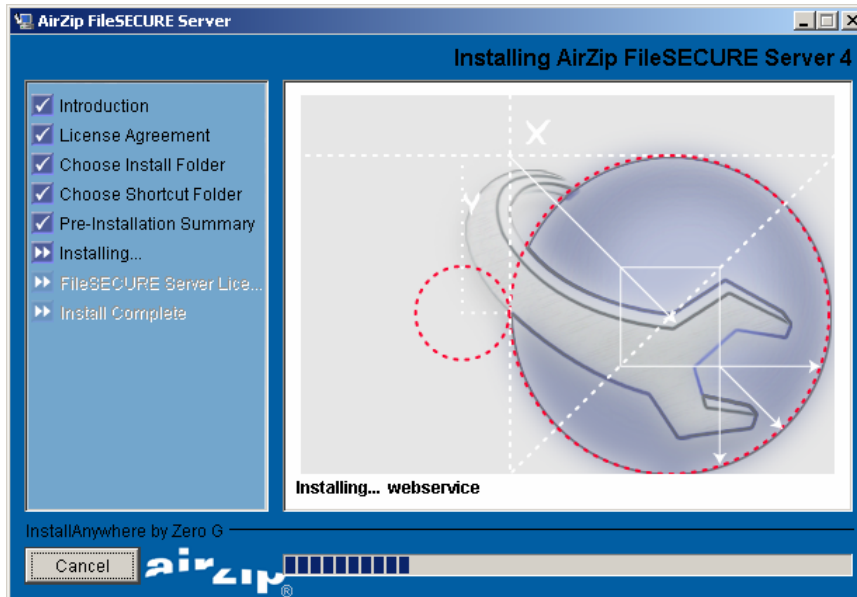 AirZip FileSECURE Server
Installing AirZip FileSECURE Server 4
Introduction
License Agreement
Choose Install Folder
Choose Shortcut Folder
Pre-Installation Summary
Installing...
FileSECURE Server Lice...
Install Complete
X
Y
Installing... webservice
InstallAnywhere by Zero G
Cancel
airzip®